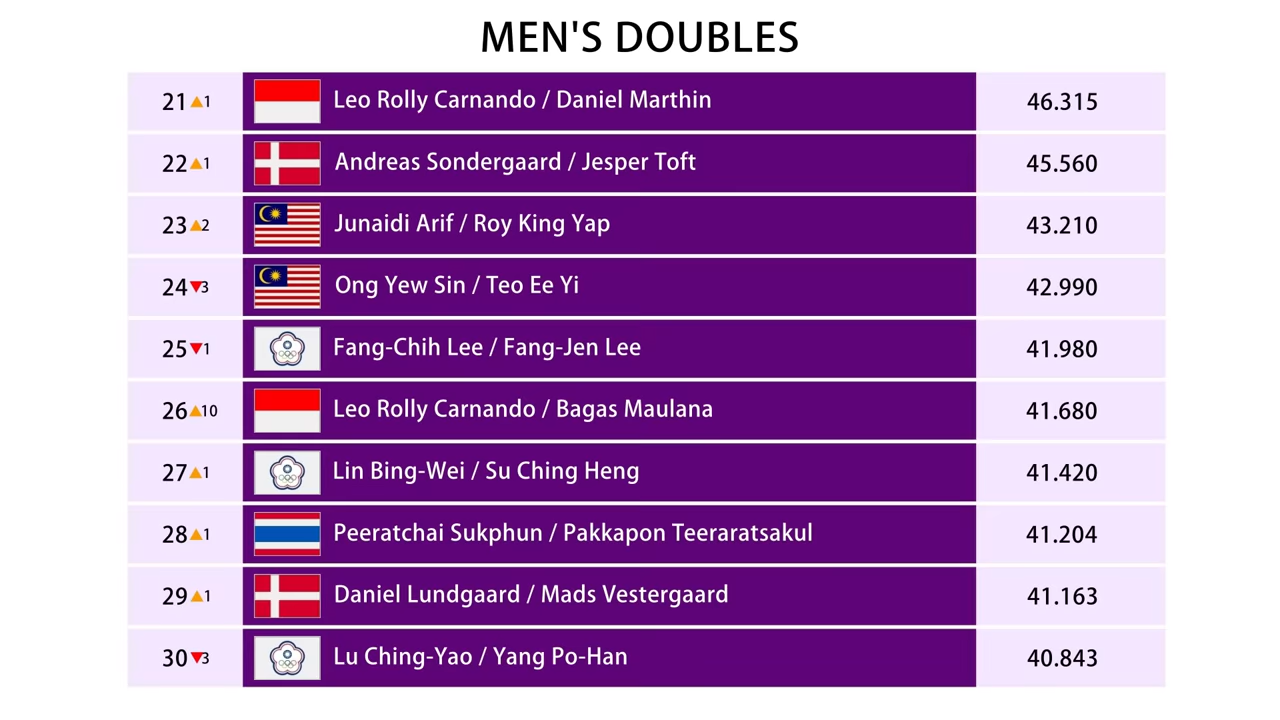 MEN'S DOUBLES
21 ▲1 Leo Rolly Carnando / Daniel Marthin 46.315
22 ▲1 Andreas Sondergaard / Jesper Toft 45.560
23 ▲2 Junaidi Arif / Roy King Yap 43.210
24 ▼3 Ong Yew Sin / Teo Ee Yi 42.990
25 ▼1 Fang-Chih Lee / Fang-Jen Lee 41.980
26 ▲10 Leo Rolly Carnando / Bagas Maulana 41.680
27 ▲1 Lin Bing-Wei / Su Ching Heng 41.420
28 ▲1 Peeratchai Sukphun / Pakkapon Teeraratsakul 41.204
29 ▲1 Daniel Lundgaard / Mads Vestergaard 41.163
30 ▼3 Lu Ching-Yao / Yang Po-Han 40.843